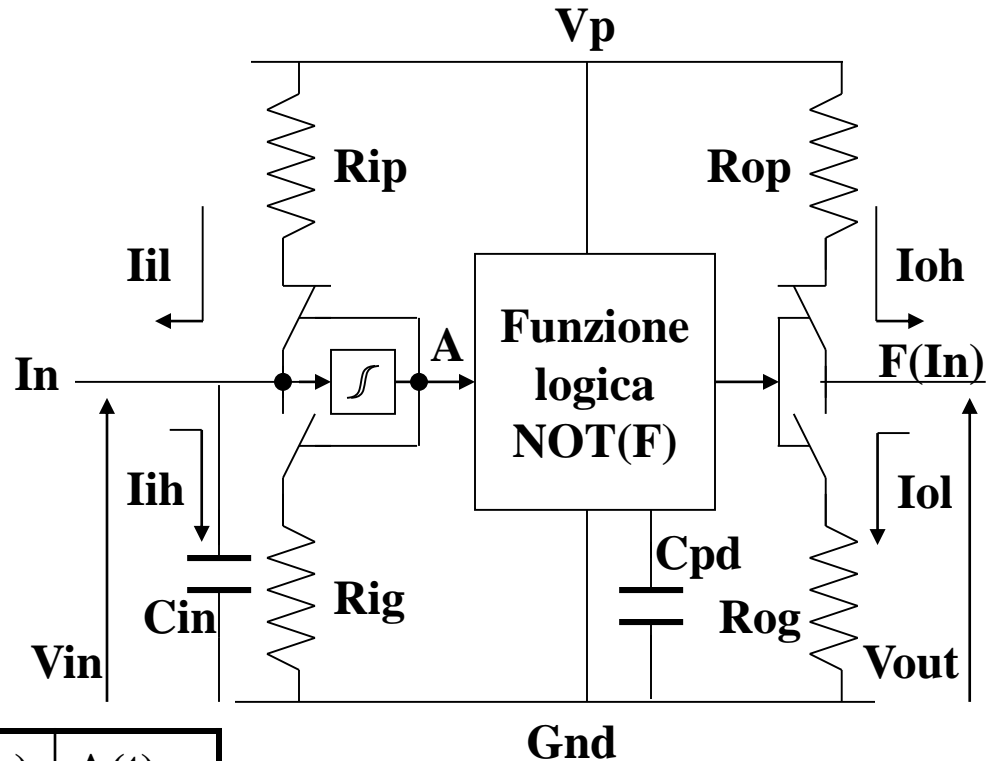 Vp
Rip
Rop
Iil
Ioh
Funzione
logica
NOT(F)
A
In
F(In)
Iih
Iol
Cpd
Cin
Rig
Rog
Vin
Vout
Gnd